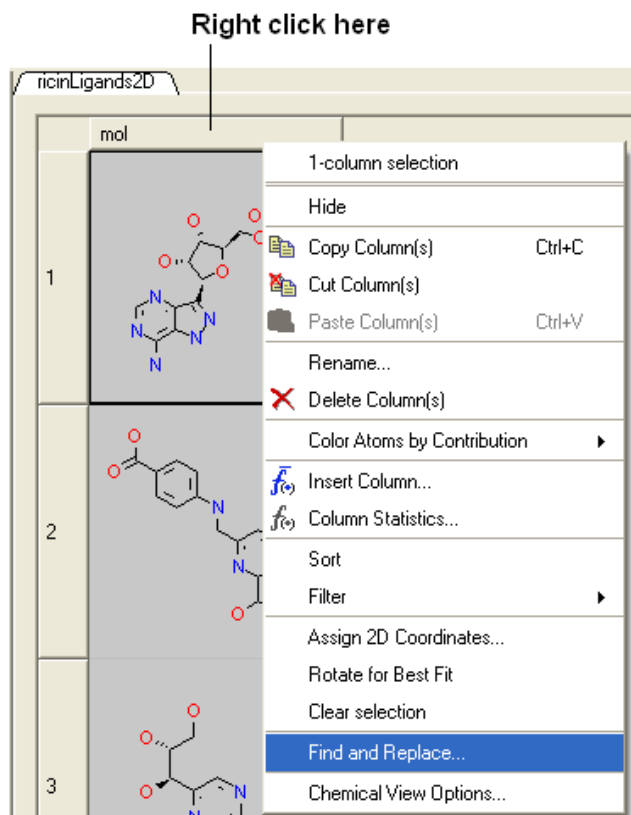 Right click here
ricinLigands2D
mol
1-column selection
Hide
Copy Column(s) Ctrl+C
Cut Column(s)
Paste Column(s) Ctrl+V
Rename...
Delete Column(s)
Color Atoms by Contribution
Insert Column...
Column Statistics...
Sort
Filter
Assign 2D Coordinates...
Rotate for Best Fit
Clear selection
Find and Replace...
Chemical View Options...
1
O O
O
O O
N
N N
N
N
2
O
O
N
N
O
3
O
O
O
N
N